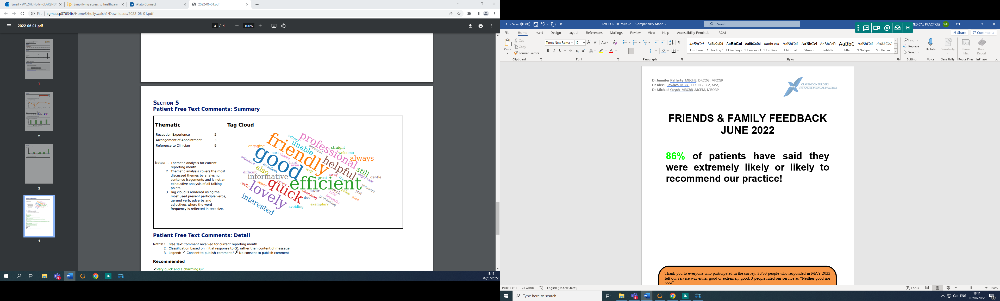 Email - WALSH, Holly (CLAREND
Simplifying access to healthcare,
iPlato Connect
2022-06-01.pdf
File
sgmaccp87634fs/Home$/holly.walsh1/Downloads/2022-06-01.pdf
2022-06-01.pdf
4 / 4
100%
1
2
3
4
SECTION 5
Patient Free Text Comments: Summary
Thematic
Reception Experience 5
Arrangement of Appointment 3
Reference to Clinician 9
Notes: 1. Thematic analysis for current
reporting month.
2. Thematic analysis covers the most
discussed themes by analysing
sentence fragements and is not an
exhaustive analysis of all talking
points.
3. Tag cloud is rendered using the
most used present participle verbs,
gerund verb, adverbs and
adjectives where the word
frequency is reflected in text size.
Tag Cloud
setting
professional
friendly
unable
personal
straight
engaging
welcome
next
timely
good
always
attentive
helpful
hard
even
still
excellent
also
well
difficult
informative
away
important
great
top
gentle
really
super
rarely
efficient
lovely
quick
pleasant
charming
never
back
polite
just
later
interested
due
preventing
fantastic
glad
avoiding
exemplary
Patient Free Text Comments: Detail
Notes: 1. Free Text Comment received for current reporting month.
2. Classification based on initial response to Q1 rather than content of message.
3. Legend: ✓ Consent to publish comment / ✗ No consent to publish comment
Recommended
✓Very quick and a charming GP
9+
18:11
07/07/2022
AutoSave Off
F&F POSTER MAY 22 - Compatibility Mode
Search
MEDICAL PRACTICE)
WH
H
File Home Insert Design Layout References Mailings Review View Help Accessibility Reminder RCM
Share
Comments
Paste
Cut
Copy
Format Painter
Clipboard
Times New Roma
12
Font
Paragraph
AaBbCcL AaBbCcDd AaBbCcI AaBbCcDd AaBbCcDc AaBbCcI AaBbCcI AaBbCcD AaBbC AaBbCcI AaBbCcL
Emphasis ¶ Heading 1 ¶ Heading 2 ¶ Heading 3 ¶ List Para... ¶ Normal Strong Subtitle Title ¶ No Spac... Subtle Em...
Styles
Find
Replace
Select
Editing
Dictate
Voice
Sensitivity
Sensitivity
Reuse
Files
Reuse Files
Build
Report
InPhase
Dr Jennifer Rafferty MBChB, DRCOG, MRCGP
Dr Alex E Jewkes MBBS, DRCOG, BSc, MSc,
Dr Michael Coysh MBChB ,MCEM, MRCGP
NHS
CLARENDON SURGERY
ANGEL MEDICAL PRACTICE
FRIENDS & FAMILY FEEDBACK
JUNE 2022
86% of patients have said they
were extremely likely or likely to
recommend our practice!
Thank you to everyone who participated in the survey. 30/33 people who responded in MAY 2022
felt our service was either good or extremely good. 3 people rated our service as “Neither good nor
poor”.
Page 1 of 1
21 words
English (United States)
Focus
100%
Type here to search
9+
ENG
18:11
07/07/2022
4